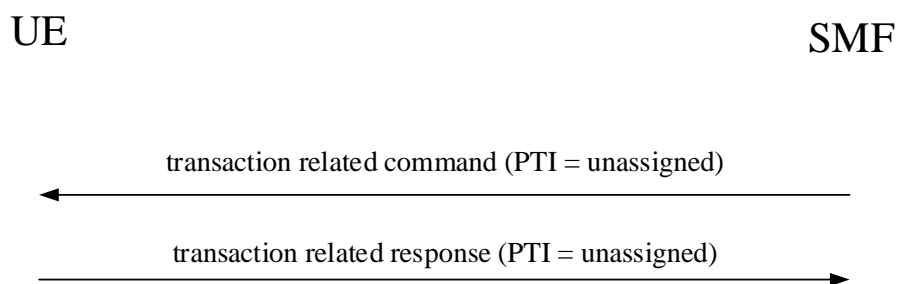 UE
SMF
transaction related command (PTI = unassigned)
transaction related response (PTI = unassigned)